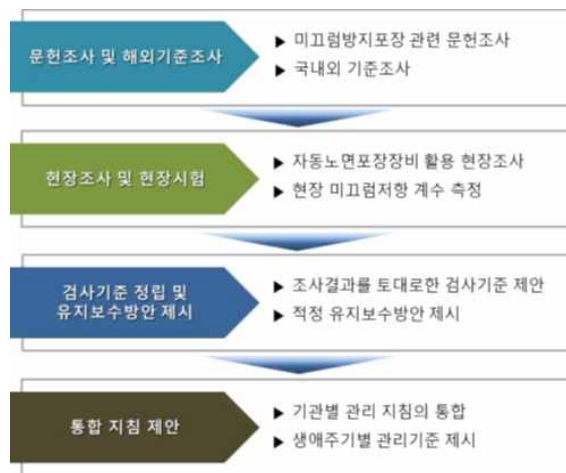 문헌조사 및 해외기준조사
▶ 미끄럼방지포장 관련 문헌조사
▶ 국내외 기준조사
현장조사 및 현장시험
▶ 자동노면포장장비 활용 현장조사
▶ 현장 미끄럼저항 계수 측정
검사기준 정립 및
유지보수방안 제시
▶ 조사결과를 토대로한 검사기준 제안
▶ 적정 유지보수방안 제시
통합 지침 제안
▶ 기관별 관리 지침의 통합
▶ 생애주기별 관리기준 제시